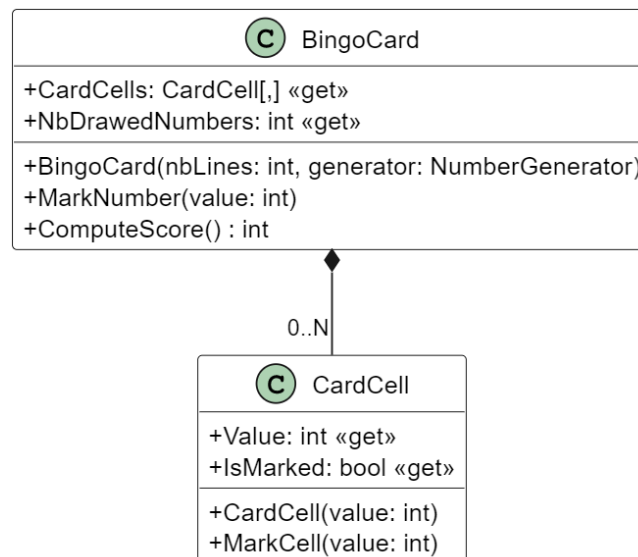 C BingoCard
+CardCells: CardCell[,] «get»
+NbDrawedNumbers: int «get»
+BingoCard(nbLines: int, generator: NumberGenerator)
+MarkNumber(value: int)
+ComputeScore() : int
0..N
C CardCell
+Value: int «get»
+IsMarked: bool «get»
+CardCell(value: int)
+MarkCell(value: int)